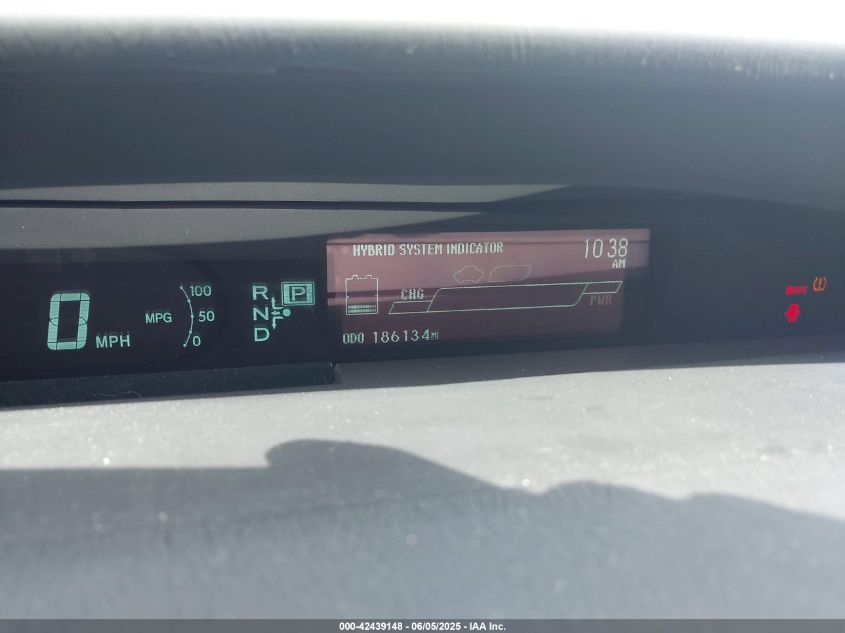 HYBRID SYSTEM INDICATOR
10:38
AM
0 MPH
MPG
100
50
0
R
N
D
P
CHG
PWR
ODO 186134MI
BRAKE
000-42439148 - 06/05/2025 - IAA Inc.